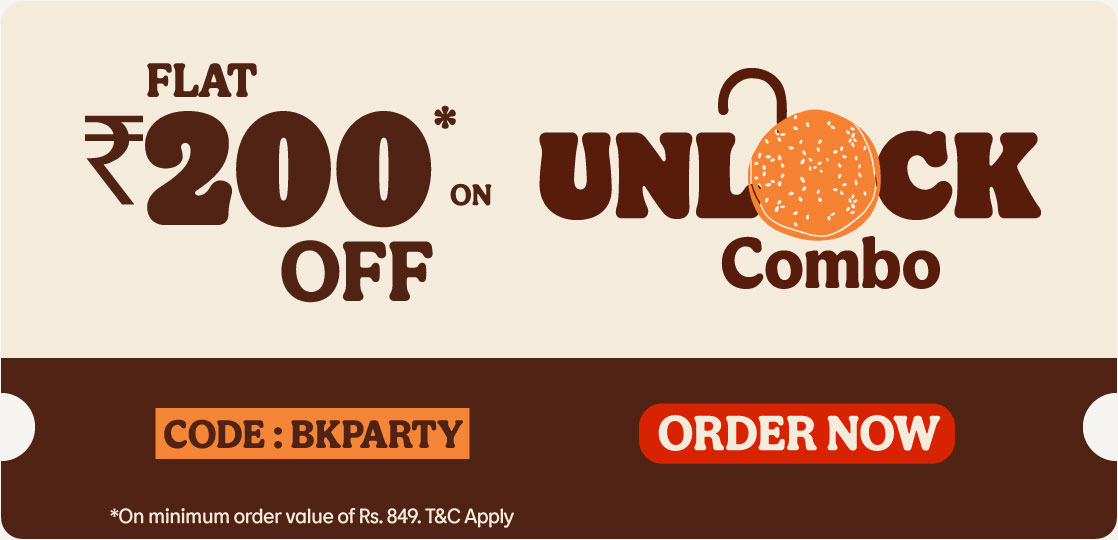 FLAT
₹200*
ON
OFF
UNLOCK
Combo
CODE : BKPARTY
ORDER NOW
*On minimum order value of Rs. 849. T&C Apply